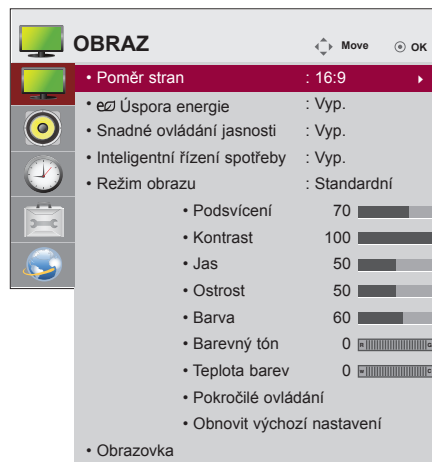 OBRAZ Move OK
• Poměr stran : 16:9
• e Úspora energie : Vyp.
• Snadné ovládání jasnosti : Vyp.
• Inteligentní řízení spotřeby : Vyp.
• Režim obrazu : Standardní
• Podsvícení 70
• Kontrast 100
• Jas 50
• Ostrost 50
• Barva 60
• Barevný tón 0 R G
• Teplota barev 0 W C
• Pokročilé ovládání
• Obnovit výchozí nastavení
• Obrazovka